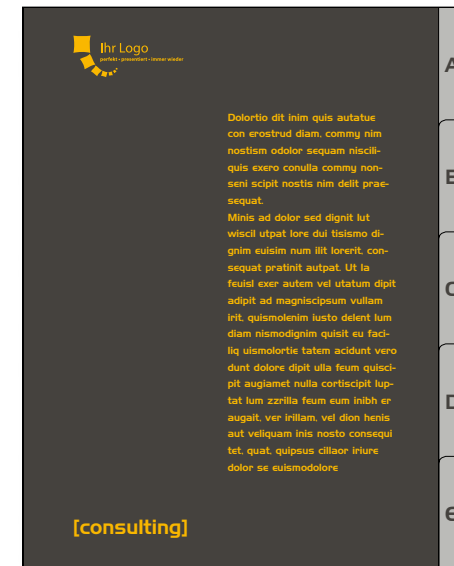 Ihr Logo
perfekt - presentiert - immer wieder
Dolortio dit inim quis autatue
con erostrud diam, commy nim
nostism odolor sequam niscili-
quis exero conulla commy non-
seni scipit nostis nim delit prae-
sequat.
Minis ad dolor sed dignit lut
wiscil utpat lore dui tisismo di-
gnim euisim num ilit lorerit, con-
sequat pratinit autpat. Ut la
feuisl exer autem vel utatum dipit
adipit ad magniscipsum vullam
irit, quismolenim iusto delent lum
diam nismodignim quisit eu faci-
liq uismolortie tatem acidunt vero
dunt dolore dipit ulla feum quisci-
pit augiamet nulla cortiscipit lup-
tat lum zzrilla feum eum inibh er
augait, ver irillam, vel dion henis
aut veliquam inis nosto consequi
tet, quat, quipsus cillaor iriure
dolor se euismodolore
[consulting]
A
B
C
D
e